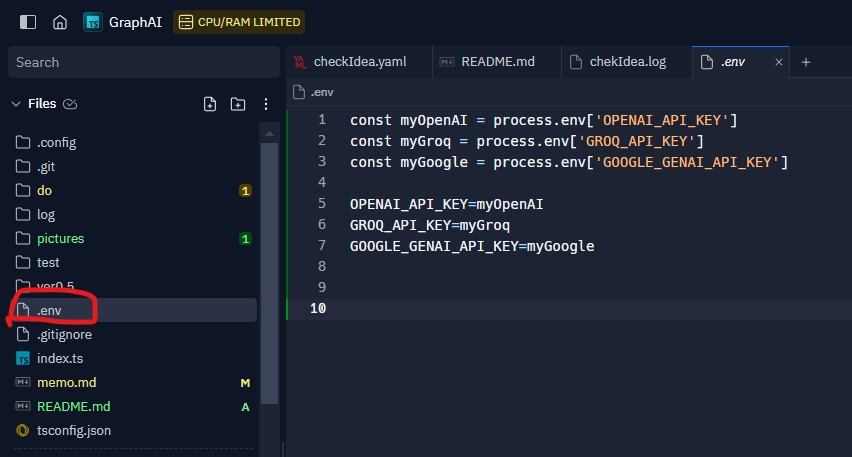 GraphAI
CPU/RAM LIMITED
Search
checkIdea.yaml
README.md
chekIdea.log
.env
Files
.env
.config
.git
do 1
log
pictures 1
test
ver0.5
.env
.gitignore
index.ts
memo.md M
README.md A
tsconfig.json
1 const myOpenAI = process.env['OPENAI_API_KEY']
2 const myGroq = process.env['GROQ_API_KEY']
3 const myGoogle = process.env['GOOGLE_GENAI_API_KEY']
4
5 OPENAI_API_KEY=myOpenAI
6 GROQ_API_KEY=myGroq
7 GOOGLE_GENAI_API_KEY=myGoogle
8
9
10